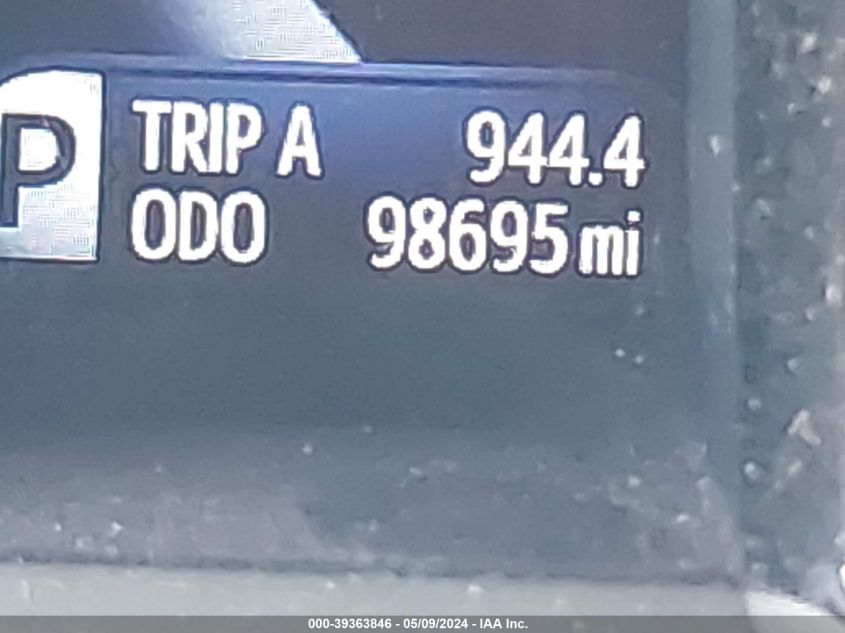 P
TRIP A 944.4
ODO 98695 mi
000-39363846 - 05/09/2024 - IAA Inc.